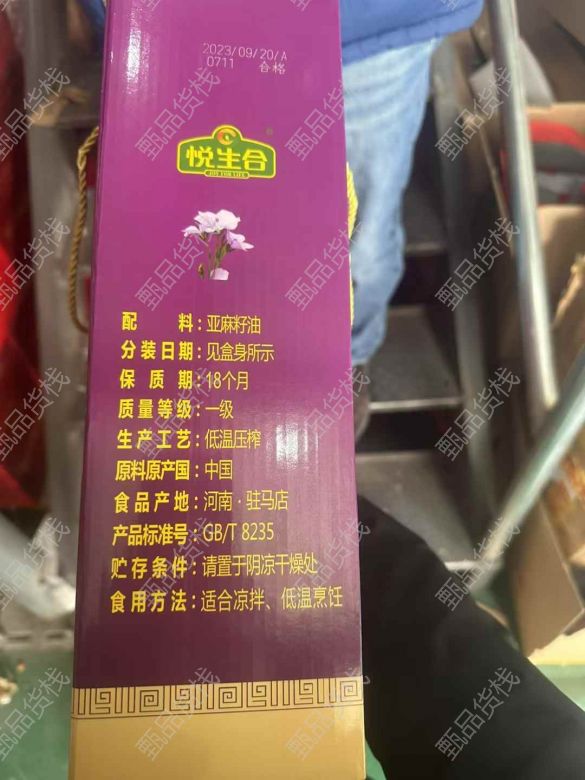 2023/09/20/A
0711 合格
悦生合
JOY FOR LIFE
配料：亚麻籽油
分装日期：见盒身所示
保质期：18个月
质量等级：一级
生产工艺：低温压榨
原料原产国：中国
食品产地：河南·驻马店
产品标准号：GB/T 8235
贮存条件：请置于阴凉干燥处
食用方法：适合凉拌、低温烹饪
甄品货栈